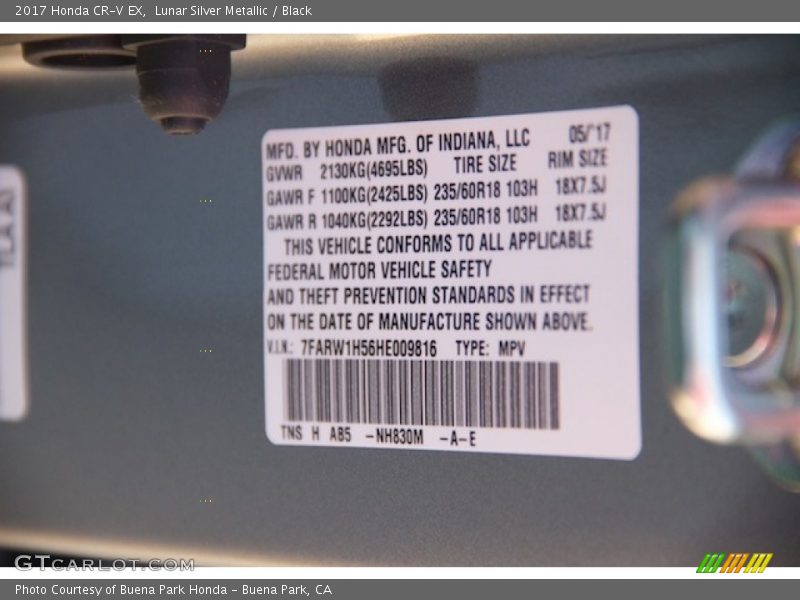 2017 Honda CR-V EX, Lunar Silver Metallic / Black
MFD. BY HONDA MFG. OF INDIANA, LLC 05/'17
GVWR 2130KG(4695LBS) TIRE SIZE RIM SIZE
GAWR F 1100KG(2425LBS) 235/60R18 103H 18X7.5J
GAWR R 1040KG(2292LBS) 235/60R18 103H 18X7.5J
THIS VEHICLE CONFORMS TO ALL APPLICABLE
FEDERAL MOTOR VEHICLE SAFETY
AND THEFT PREVENTION STANDARDS IN EFFECT
ON THE DATE OF MANUFACTURE SHOWN ABOVE.
V.I.N.: 7FARW1H56HE009816 TYPE: MPV
TNS H AB5 -NH830M -A-E
GTCARLOT.COM
Photo Courtesy of Buena Park Honda - Buena Park, CA